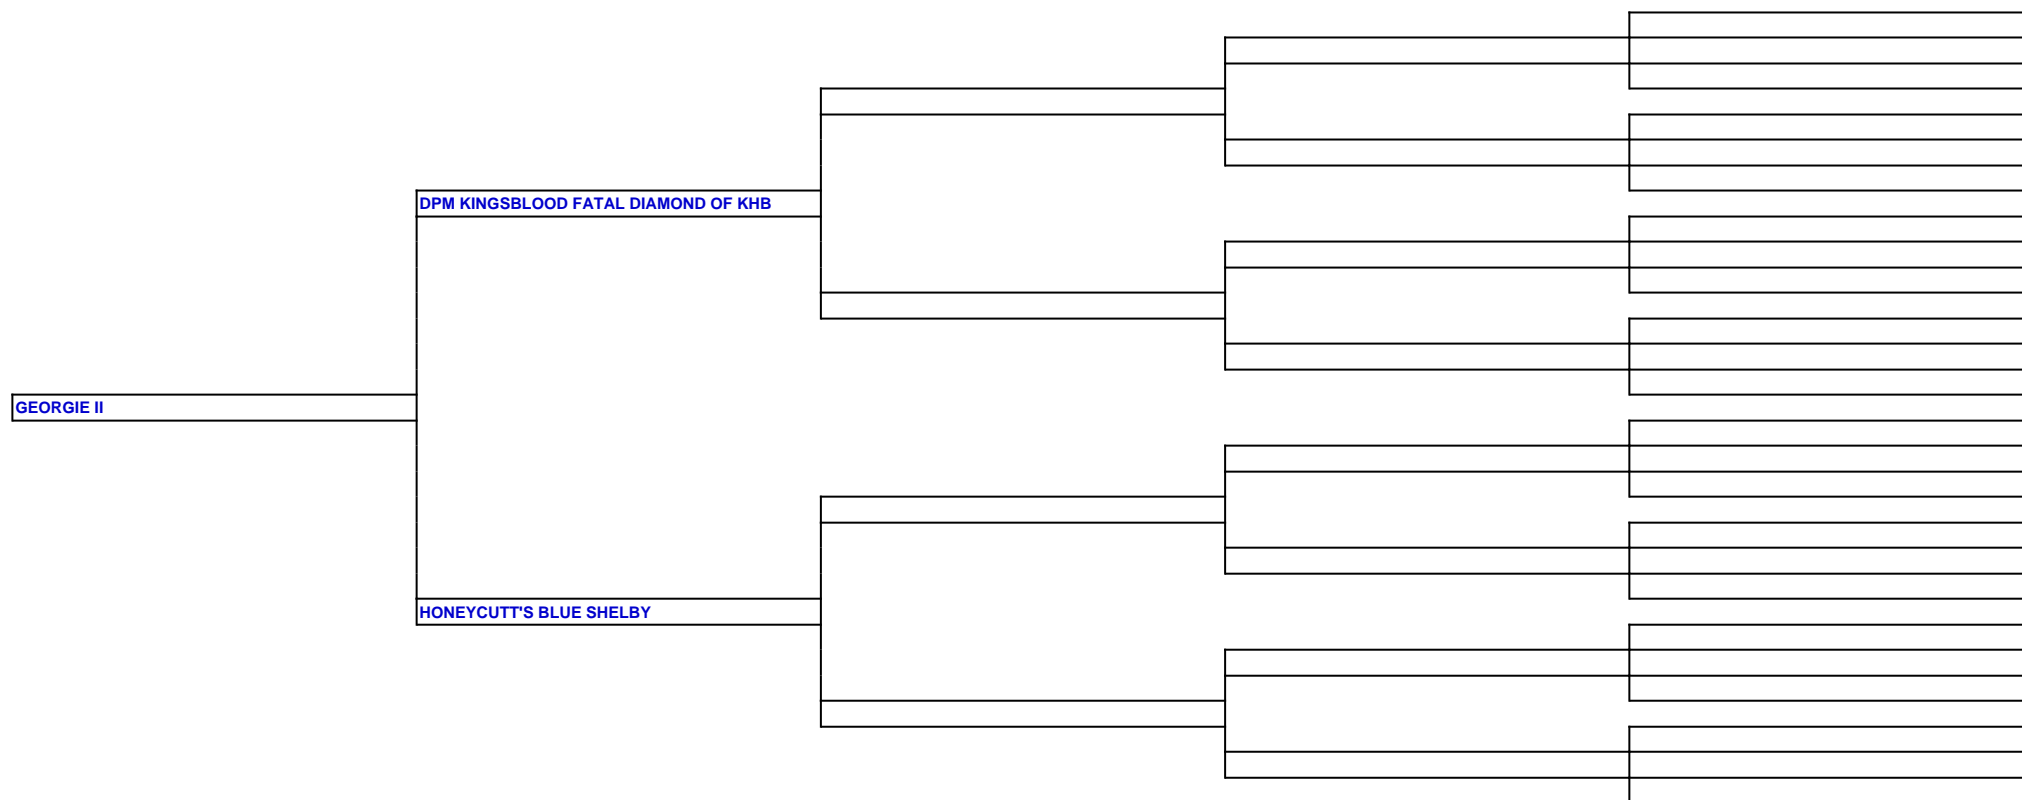 DPM KINGSBLOOD FATAL DIAMOND OF KHB
GEORGIE II
HONEYCUTT'S BLUE SHELBY